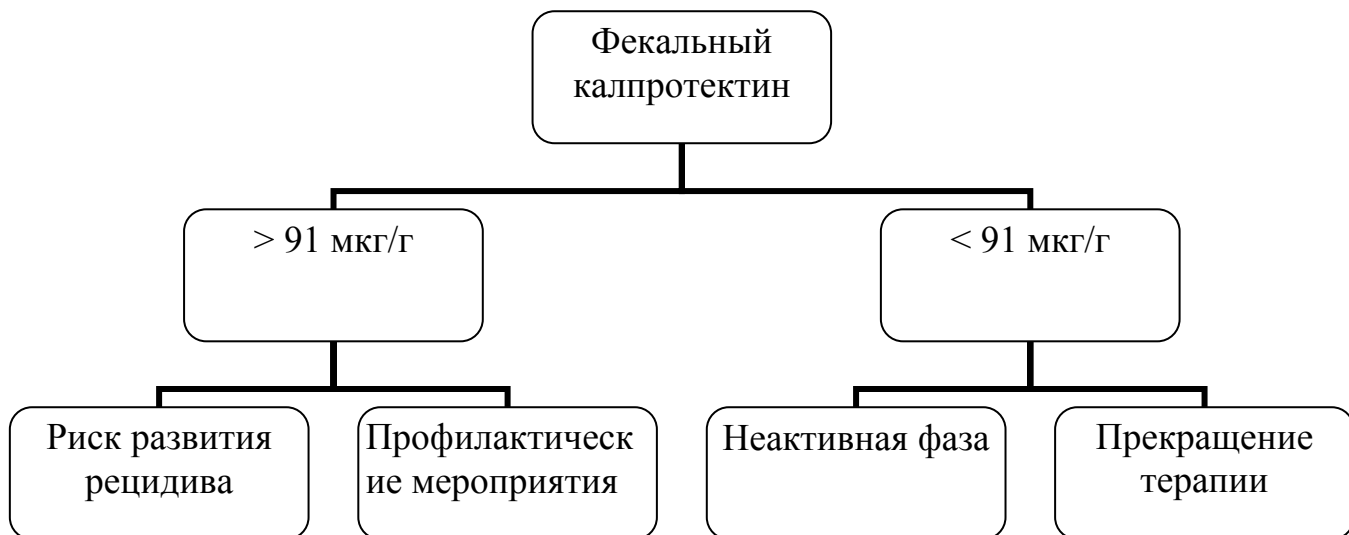 Фекальный
калпротектин
> 91 мкг/г
< 91 мкг/г
Риск развития
рецидива
Профилактическ
ие мероприятия
Неактивная фаза
Прекращение
терапии